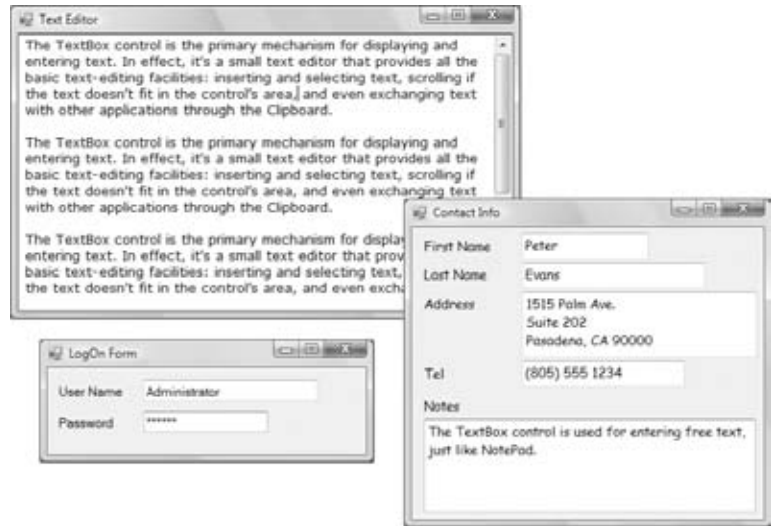 Text Editor
The TextBox control is the primary mechanism for displaying and
entering text. In effect, it's a small text editor that provides all the
basic text-editing facilities: inserting and selecting text, scrolling if
the text doesn't fit in the control's area, and even exchanging text
with other applications through the Clipboard.
The TextBox control is the primary mechanism for displaying and
entering text. In effect, it's a small text editor that provides all the
basic text-editing facilities: inserting and selecting text, scrolling if
the text doesn't fit in the control's area, and even exchanging text
with other applications through the Clipboard.
The TextBox control is the primary mechanism for displa
entering text. In effect, it's a small text editor that prov
basic text-editing facilities: inserting and selecting text,
the text doesn't fit in the control's area, and even excha
Contact Info
First Name Peter
Last Name Evans
Address 1515 Palm Ave.
Suite 202
Pasadena, CA 90000
Tel (805) 555 1234
Notes
The TextBox control is used for entering free text,
just like NotePad.
LogOn Form
User Name Administrator
Password ******